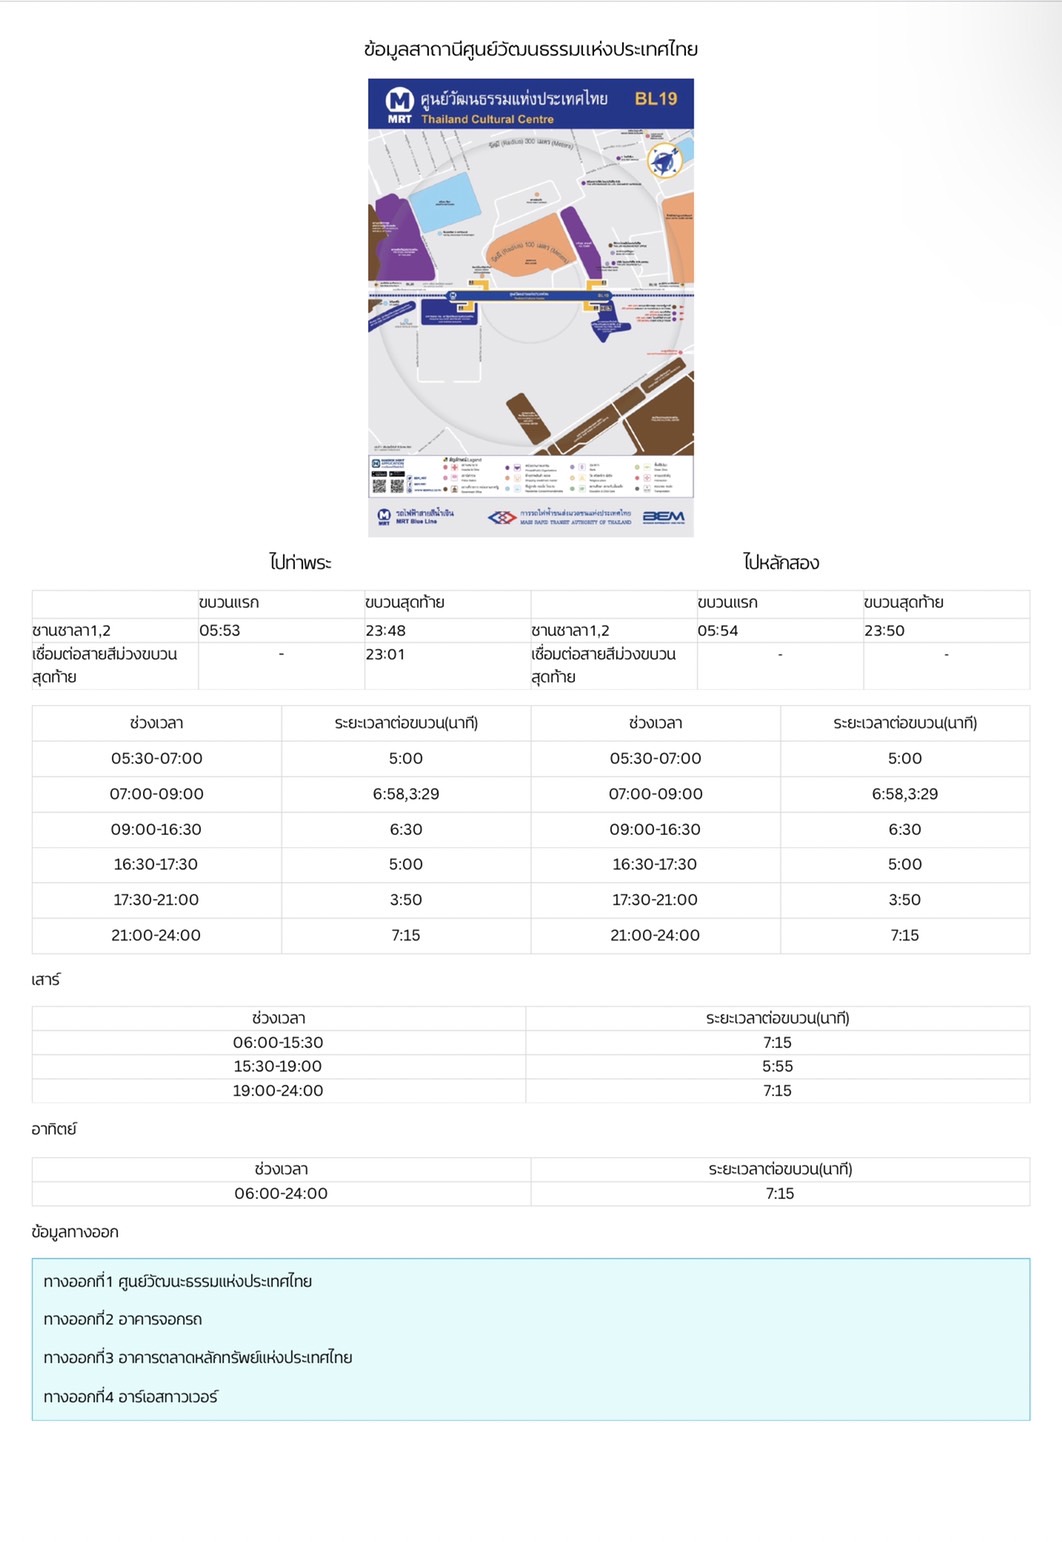 ข้อมูลสถานีศูนย์วัฒนธรรมแห่งประเทศไทย
MRT ศูนย์วัฒนธรรมแห่งประเทศไทย BL19
Thailand Cultural Centre
รัศมี (Radius) 300 เมตร (Meters)
รัศมี (Radius) 100 เมตร (Meters)
MRT รถไฟฟ้าสายสีน้ำเงิน
MRT Blue Line
การรถไฟฟ้าขนส่งมวลชนแห่งประเทศไทย
MASS RAPID TRANSIT AUTHORITY OF THAILAND
BEM
ไปท่าพระ ไปหลักสอง
ขบวนแรก ขบวนสุดท้าย ขบวนแรก ขบวนสุดท้าย
ชานชาลา1,2 05:53 23:48 ชานชาลา1,2 05:54 23:50
เชื่อมต่อสายสีม่วงขบวน - 23:01 เชื่อมต่อสายสีม่วงขบวน - -
สุดท้าย สุดท้าย
ช่วงเวลา ระยะเวลาต่อขบวน(นาที) ช่วงเวลา ระยะเวลาต่อขบวน(นาที)
05:30-07:00 5:00 05:30-07:00 5:00
07:00-09:00 6:58,3:29 07:00-09:00 6:58,3:29
09:00-16:30 6:30 09:00-16:30 6:30
16:30-17:30 5:00 16:30-17:30 5:00
17:30-21:00 3:50 17:30-21:00 3:50
21:00-24:00 7:15 21:00-24:00 7:15
เสาร์
ช่วงเวลา ระยะเวลาต่อขบวน(นาที)
06:00-15:30 7:15
15:30-19:00 5:55
19:00-24:00 7:15
อาทิตย์
ช่วงเวลา ระยะเวลาต่อขบวน(นาที)
06:00-24:00 7:15
ข้อมูลทางออก
ทางออกที่1 ศูนย์วัฒนะธรรมแห่งประเทศไทย
ทางออกที่2 อาคารจอดรถ
ทางออกที่3 อาคารตลาดหลักทรัพย์แห่งประเทศไทย
ทางออกที่4 อาร์เอสทาวเวอร์